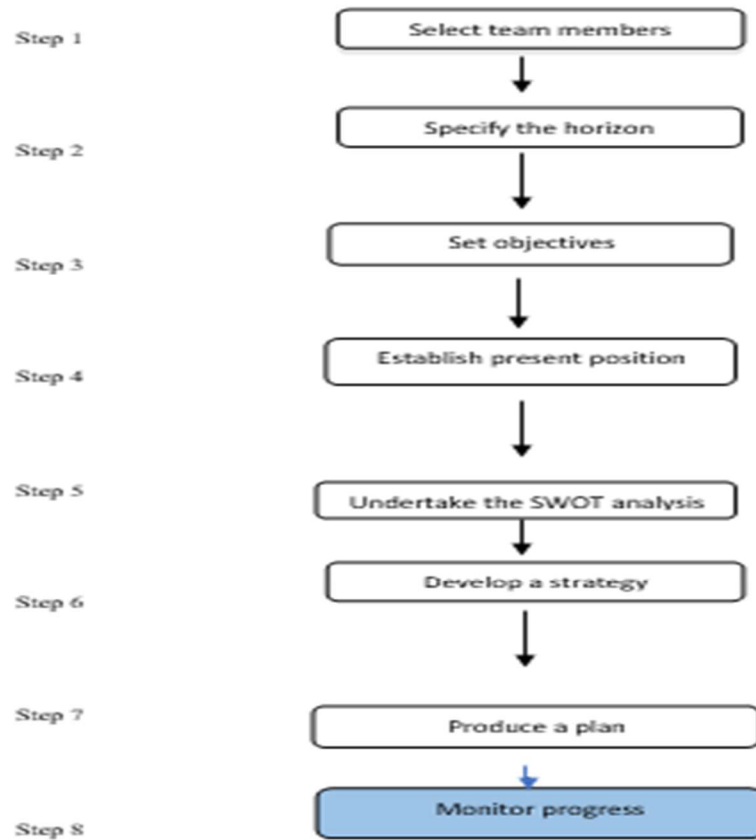 Step 1
Select team members
Step 2
Specify the horizon
Step 3
Set objectives
Step 4
Establish present position
Step 5
Undertake the SWOT analysis
Step 6
Develop a strategy
Step 7
Produce a plan
Step 8
Monitor progress